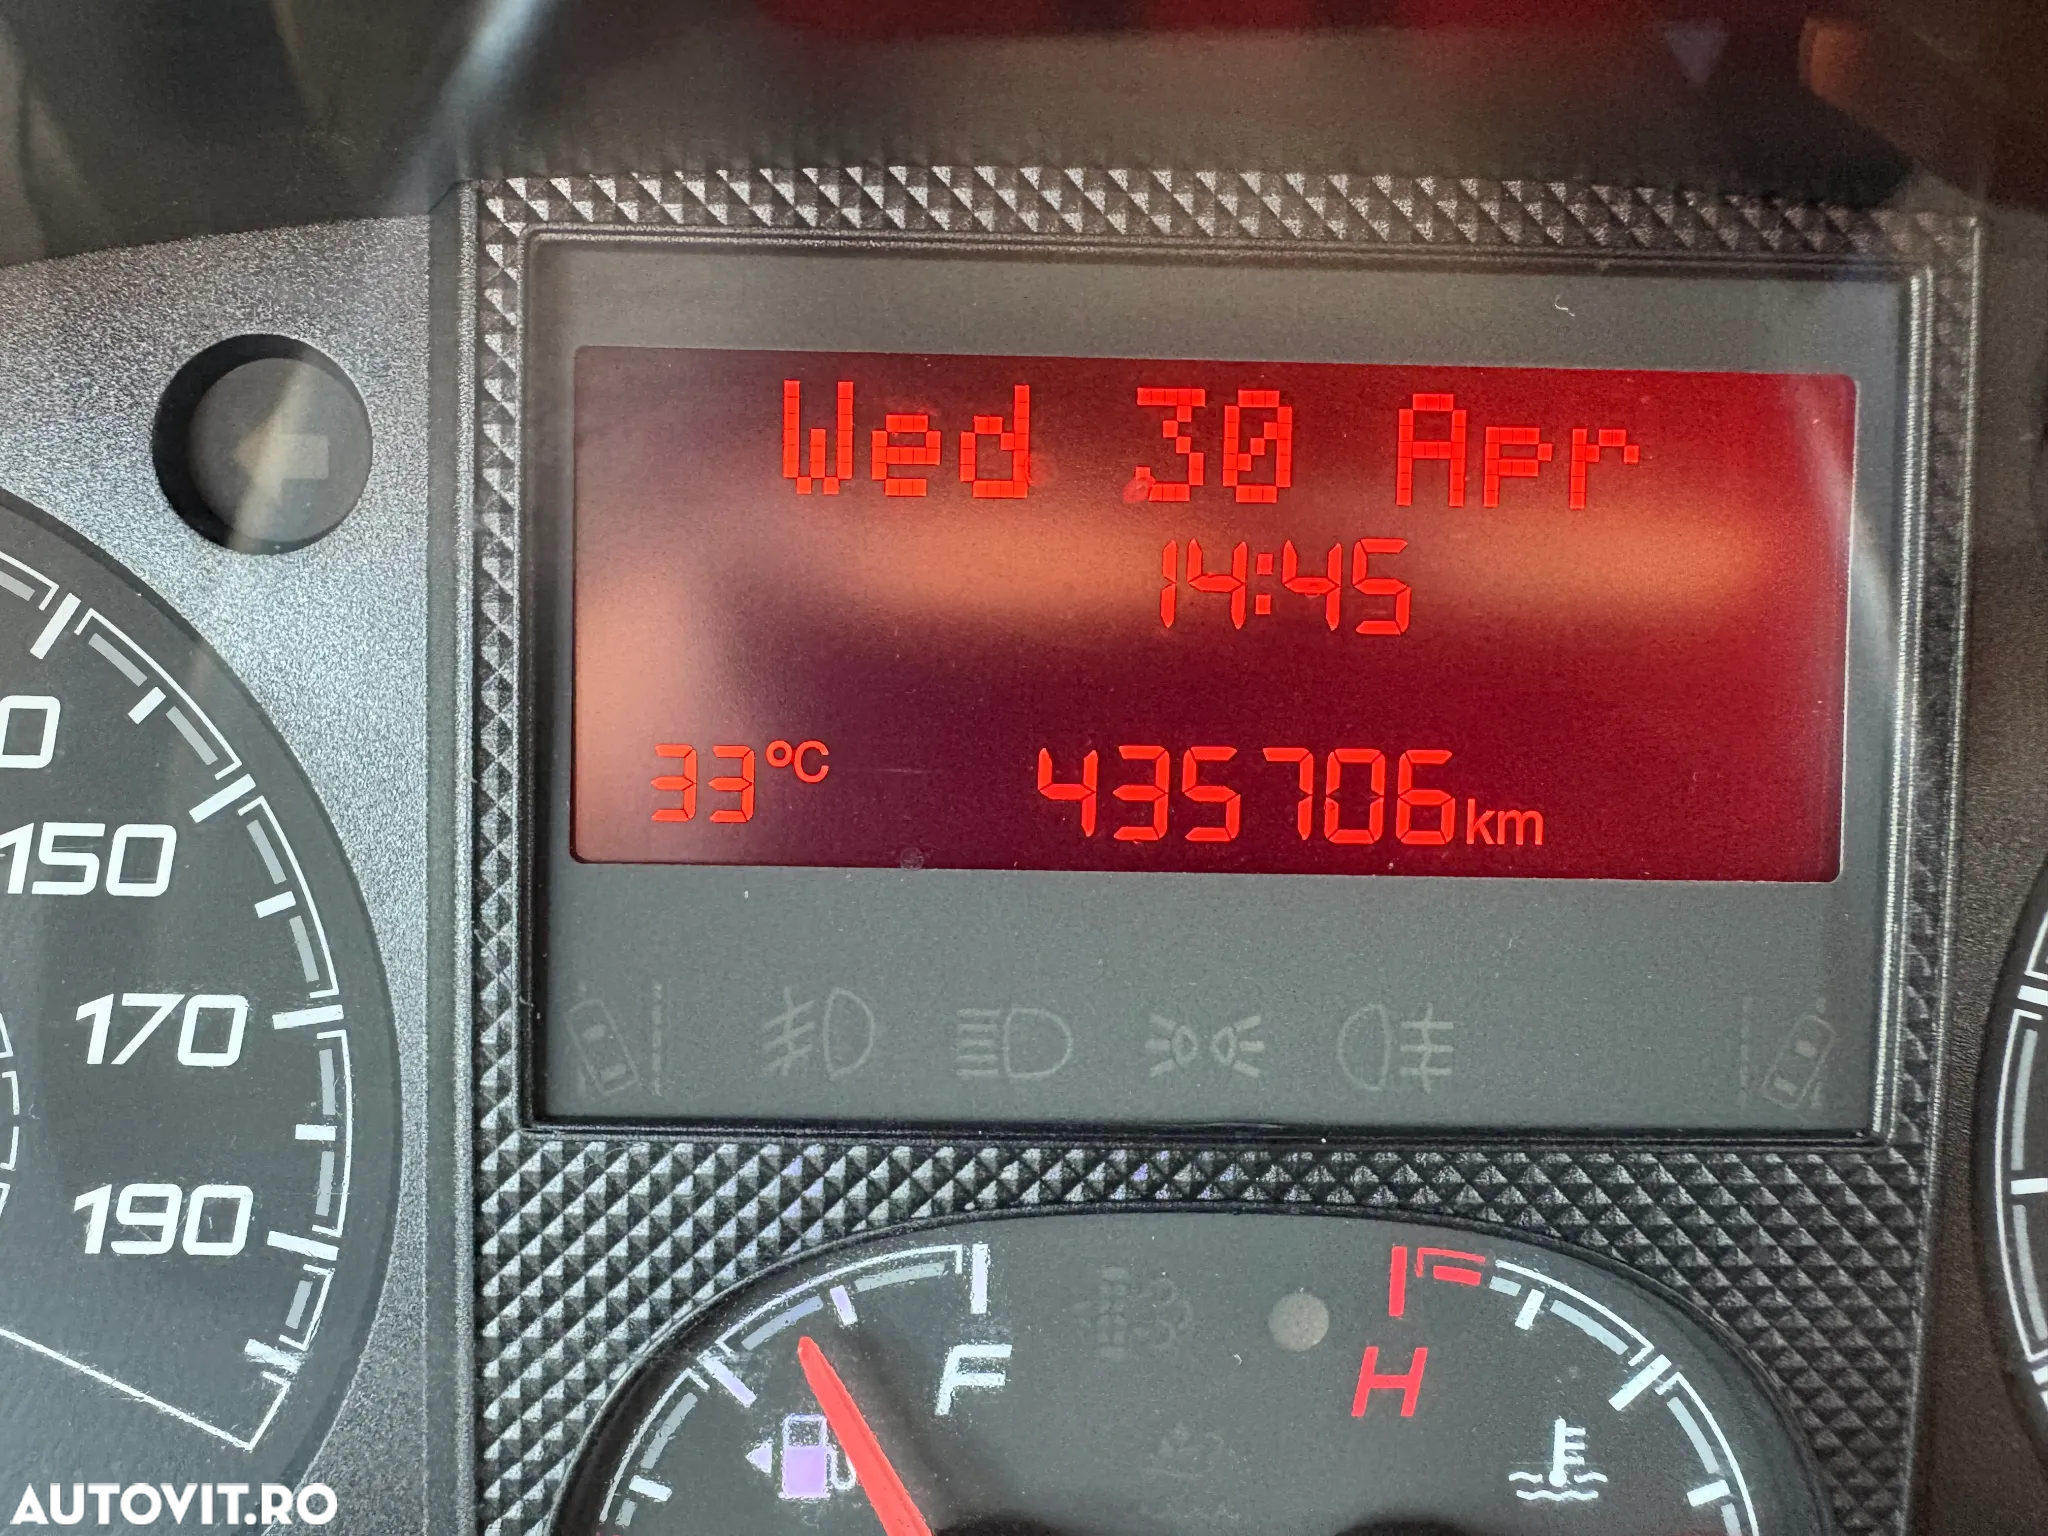 Wed 30 Apr
14:45
33°C 435706km
150
170
190
F
H
AUTOVIT.RO